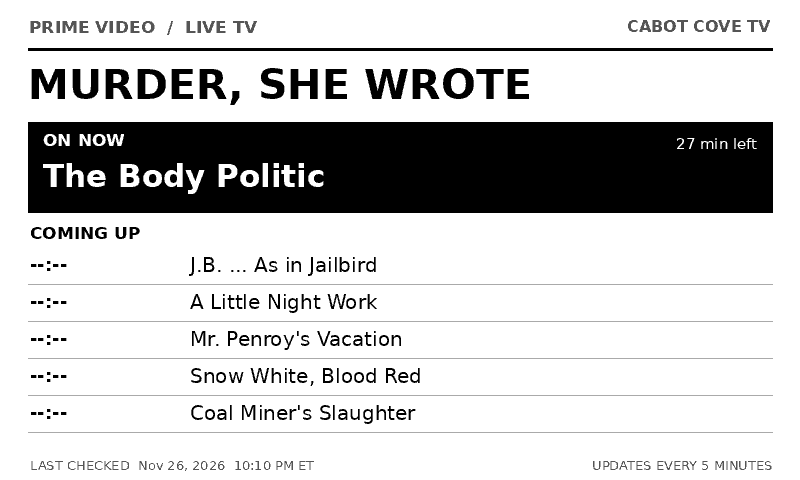 PRIME VIDEO / LIVE TV
CABOT COVE TV
MURDER, SHE WROTE
ON NOW
27 min left
The Body Politic
COMING UP
--:-- J.B. ... As in Jailbird
--:-- A Little Night Work
--:-- Mr. Penroy's Vacation
--:-- Snow White, Blood Red
--:-- Coal Miner's Slaughter
LAST CHECKED Nov 26, 2026 10:10 PM ET
UPDATES EVERY 5 MINUTES